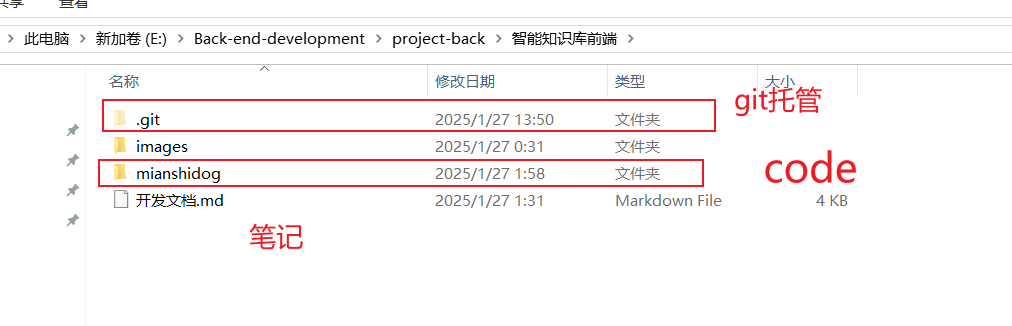 共享 查看
此电脑 新加卷 (E:) Back-end-development project-back 智能知识库前端
名称 修改日期 类型 大小
git托管
.git 2025/1/27 13:50 文件夹
images 2025/1/27 0:31 文件夹
code
mianshidog 2025/1/27 1:58 文件夹
开发文档.md 2025/1/27 1:31 Markdown File 4 KB
笔记